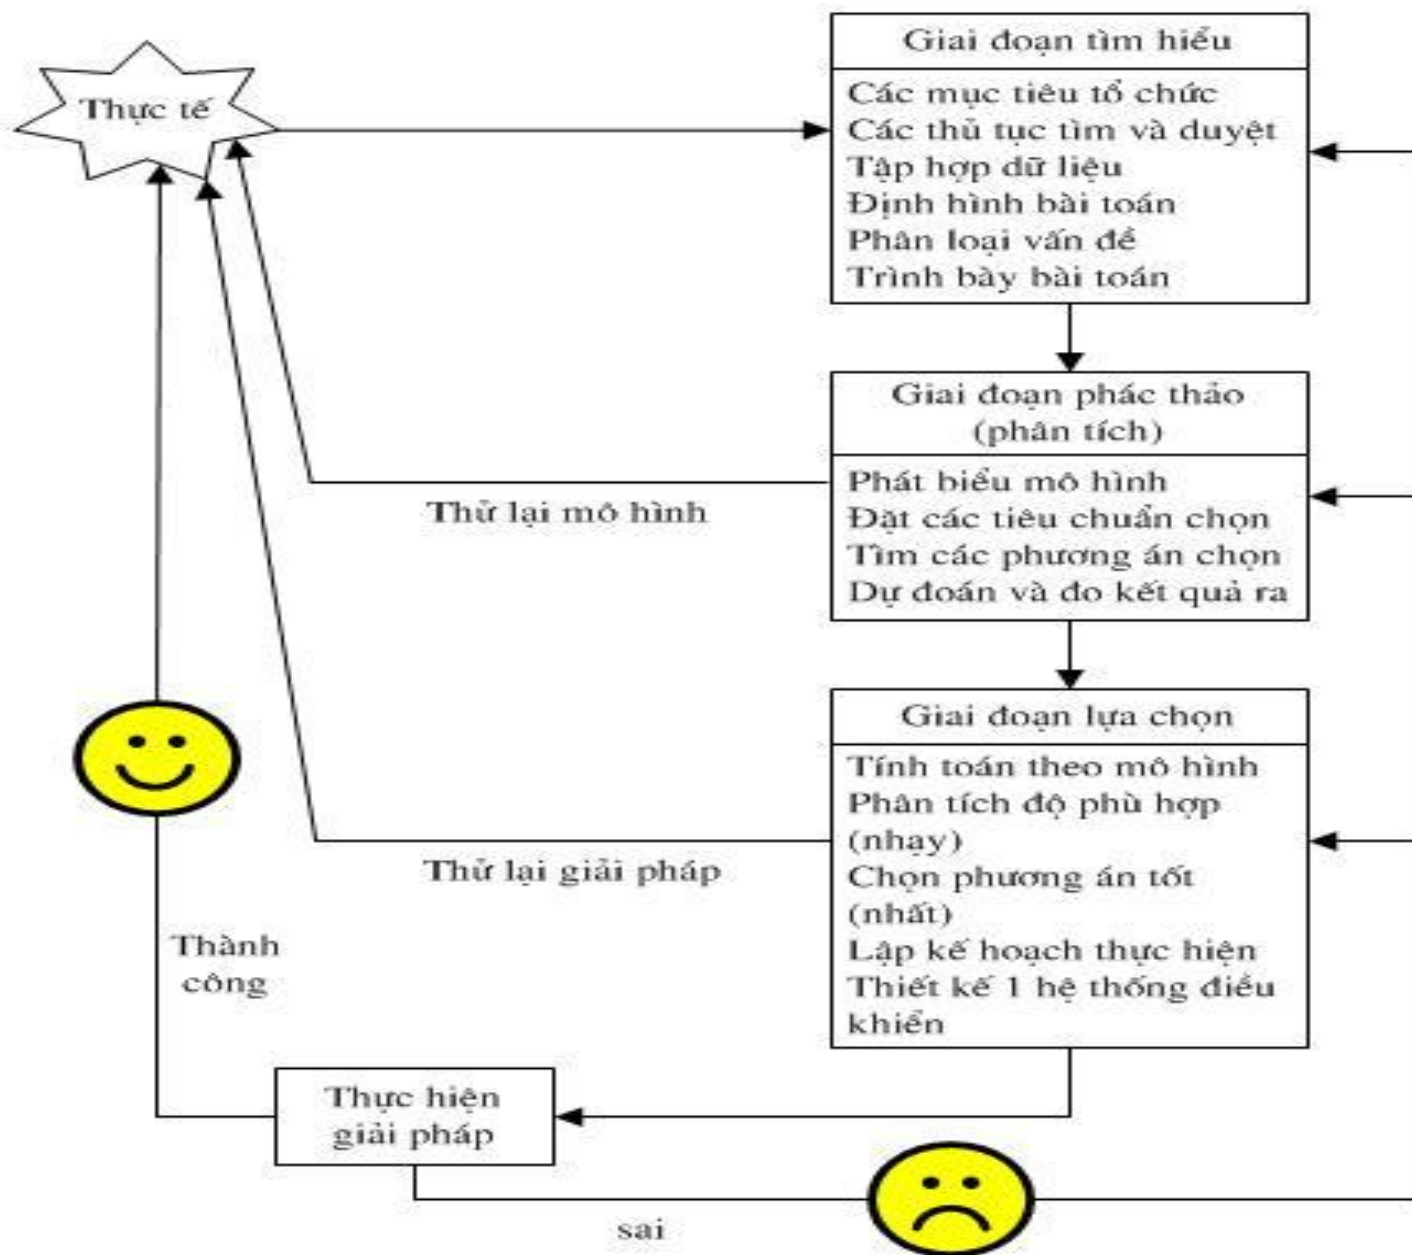 Thực tế
Giai đoạn tìm hiểu
Các mục tiêu tổ chức
Các thủ tục tìm và duyệt
Tập hợp dữ liệu
Định hình bài toán
Phân loại vấn đề
Trình bày bài toán
Giai đoạn phác thảo
(phân tích)
Phát biểu mô hình
Đặt các tiêu chuẩn chọn
Tìm các phương án chọn
Dự đoán và đo kết quả ra
Thử lại mô hình
Giai đoạn lựa chọn
Tính toán theo mô hình
Phân tích độ phù hợp
(nhạy)
Chọn phương án tốt
(nhất)
Lập kế hoạch thực hiện
Thiết kế 1 hệ thống điều
khiển
Thử lại giải pháp
Thành
công
Thực hiện
giải pháp
sai